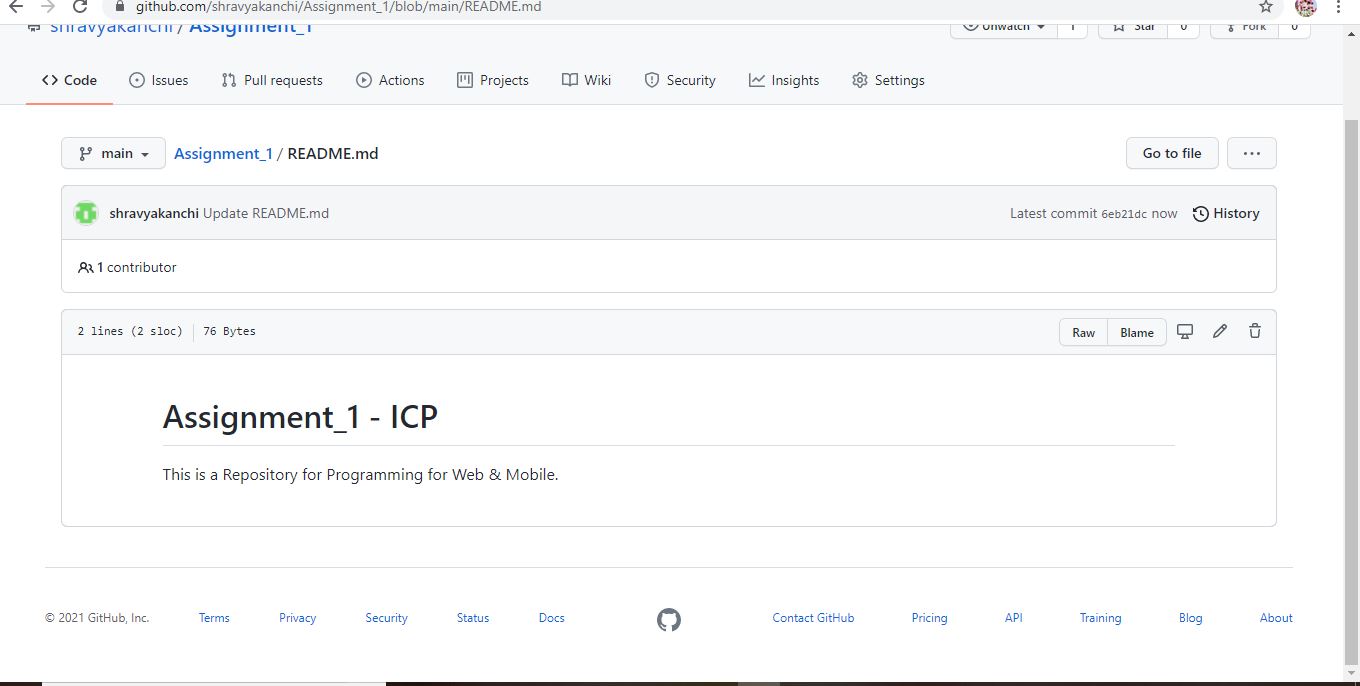 github.com/shravyakanchi/Assignment_1/blob/main/README.md
shravyakanchi / Assignment_1 Unwatch 1 Star 0 Fork 0
Code Issues Pull requests Actions Projects Wiki Security Insights Settings
main Assignment_1 / README.md Go to file ...
shravyakanchi Update README.md Latest commit 6eb21dc now History
1 contributor
2 lines (2 sloc) 76 Bytes Raw Blame
Assignment_1 - ICP
This is a Repository for Programming for Web & Mobile.
© 2021 GitHub, Inc. Terms Privacy Security Status Docs Contact GitHub Pricing API Training Blog About